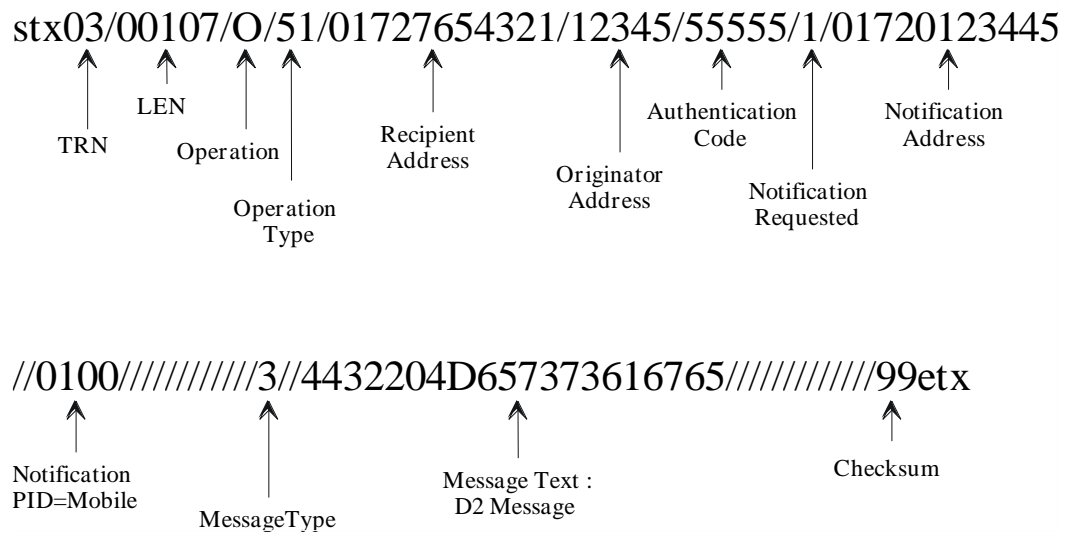 stx03/00107/O/51/01727654321/12345/55555/1/01720123445
TRN
LEN
Operation
Operation
Type
Recipient
Address
Originator
Address
Authentication
Code
Notification
Requested
Notification
Address
//0100////////////3//4432204D657373616765/////////////99etx
Notification
PID=Mobile
MessageType
Message Text :
D2 Message
Checksum